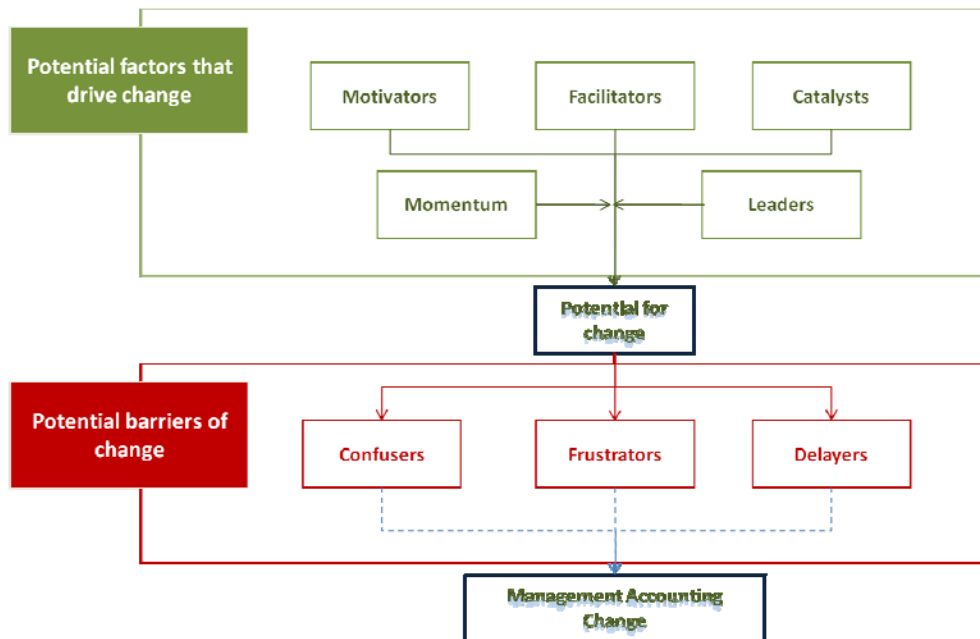 Potential factors that
drive change
Motivators
Facilitators
Catalysts
Momentum
Leaders
Potential for
change
Potential barriers of
change
Confusers
Frustrators
Delayers
Management Accounting
Change